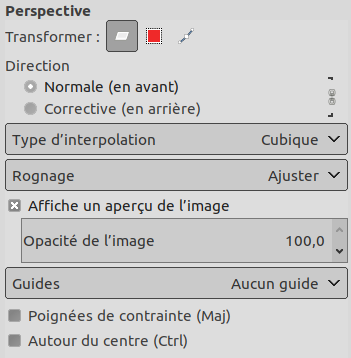 Perspective
Transformer :
Direction
Normale (en avant)
Corrective (en arrière)
Type d’interpolation Cubique
Rognage Ajuster
Affiche un aperçu de l’image
Opacité de l’image 100,0
Guides Aucun guide
Poignées de contrainte (Maj)
Autour du centre (Ctrl)